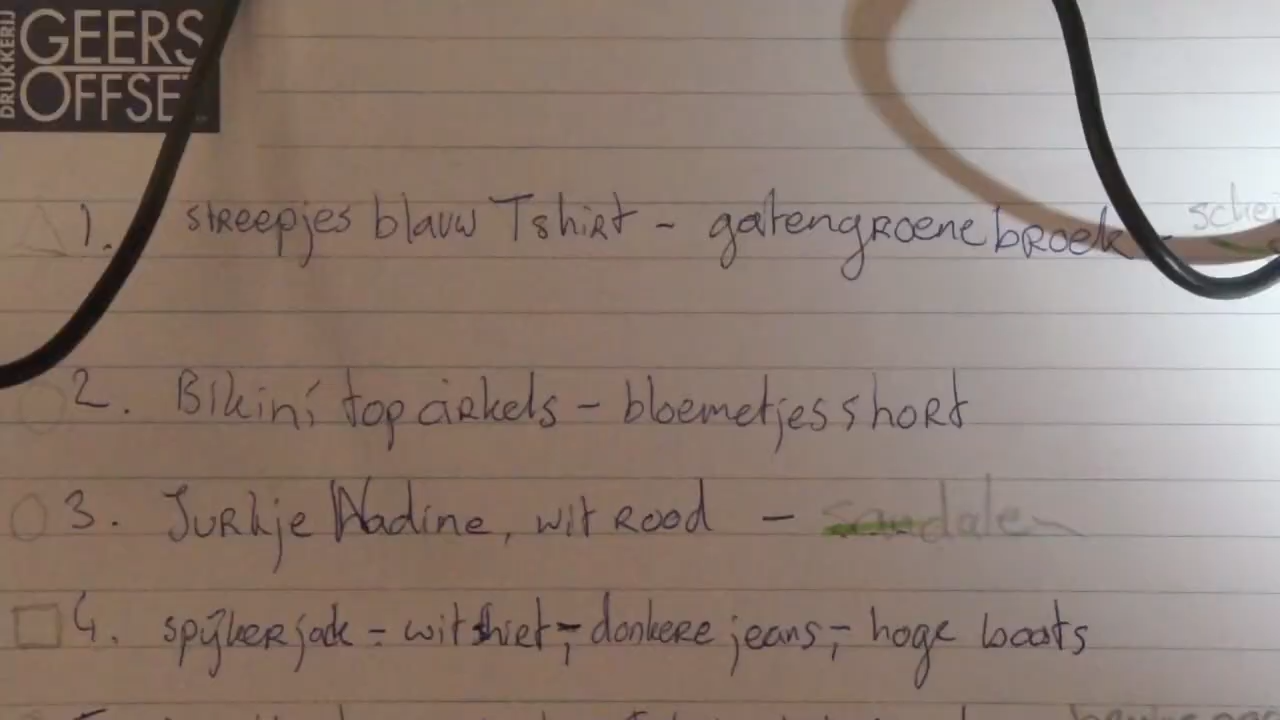 DRUKKERIJ GEERS OFFSET
1. streepjes blauw Tshirt - gatengroene broek -
2. Bikini top cirkels - bloemetjes short
3. Jurkje Nadine, wit rood - sandalen
4. spijkerjack - wit shirt, - donkere jeans, - hoge boots